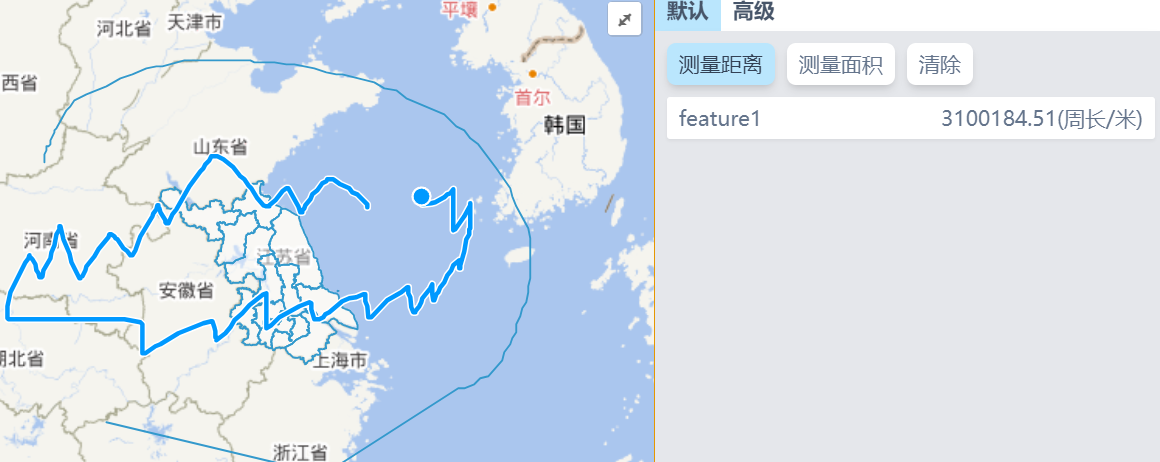 河北省
天津市
平壤
西省
首尔
韩国
山东省
河南省
江苏省
安徽省
湖北省
上海市
浙江省
默认 高级
测量距离 测量面积 清除
feature1 3100184.51(周长/米)